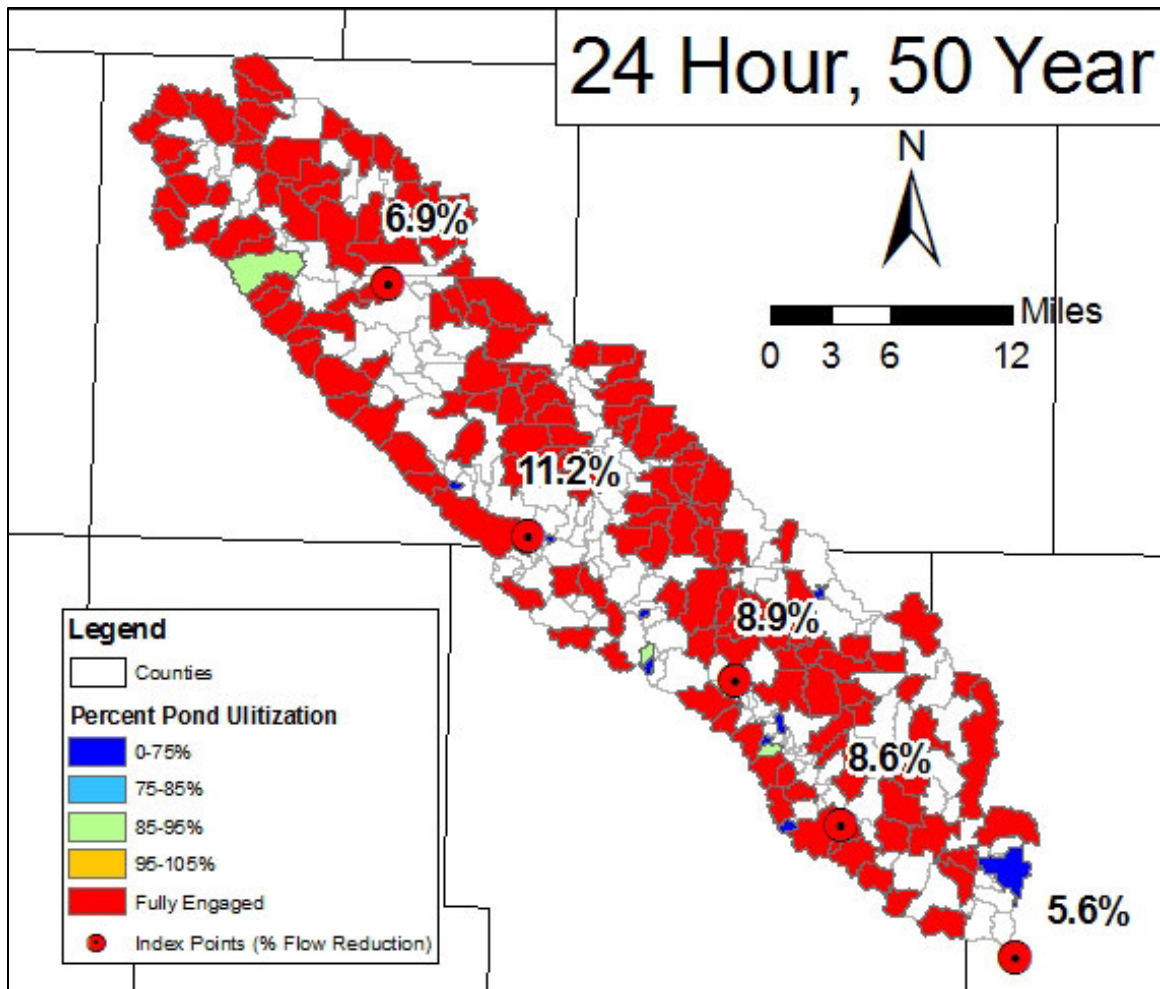 24 Hour, 50 Year
N
Miles
0 3 6 12
6.9%
11.2%
8.9%
8.6%
5.6%
Legend
Counties
Percent Pond Ulitization
0-75%
75-85%
85-95%
95-105%
Fully Engaged
Index Points (% Flow Reduction)